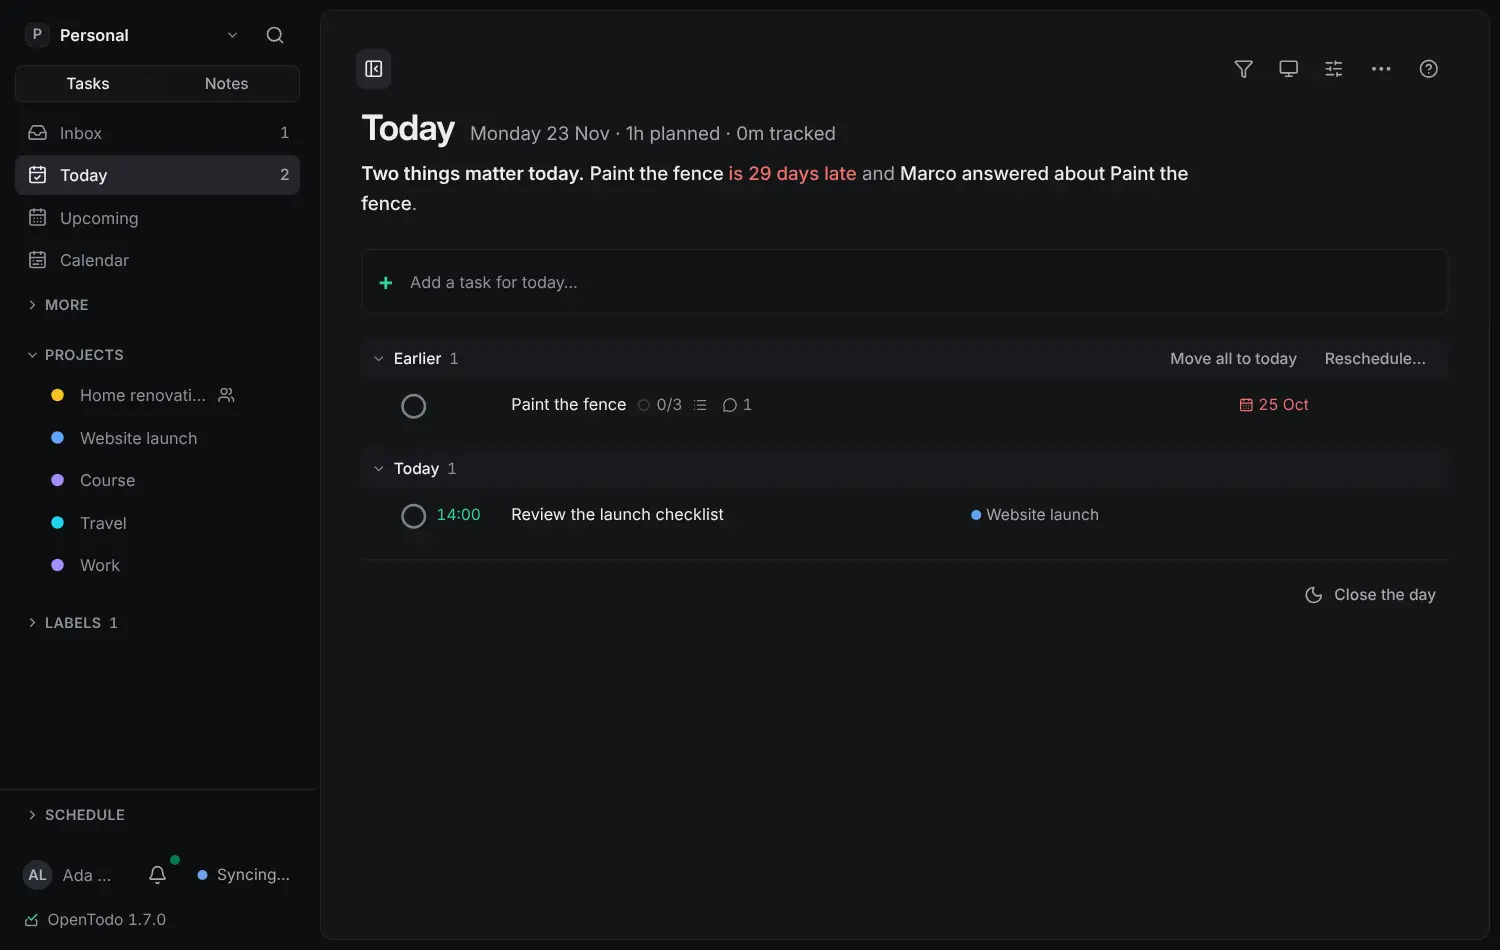 P Personal
Tasks Notes
Inbox 1
Today 2
Upcoming
Calendar
MORE
PROJECTS
Home renovati...
Website launch
Course
Travel
Work
LABELS 1
SCHEDULE
AL Ada ... Syncing...
OpenTodo 1.7.0
Today Monday 23 Nov · 1h planned · 0m tracked
Two things matter today. Paint the fence is 29 days late and Marco answered about Paint the
fence.
+ Add a task for today...
Earlier 1 Move all to today Reschedule...
Paint the fence 0/3 1 25 Oct
Today 1
14:00 Review the launch checklist Website launch
Close the day